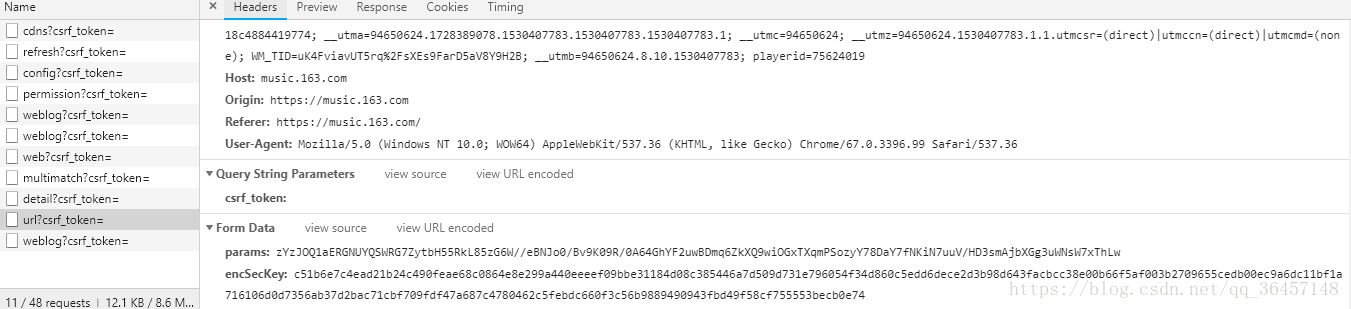 Name
× Headers Preview Response Cookies Timing
cdns?csrf_token=
refresh?csrf_token=
config?csrf_token=
permission?csrf_token=
weblog?csrf_token=
weblog?csrf_token=
web?csrf_token=
multimatch?csrf_token=
detail?csrf_token=
url?csrf_token=
weblog?csrf_token=
11 / 48 requests | 12.1 KB / 8.6 M...
18c4884419774; __utma=94650624.1728389078.1530407783.1530407783.1530407783.1; __utmc=94650624; __utmz=94650624.1530407783.1.1.utmcsr=(direct)|utmccn=(direct)|utmcmd=(non
e); WM_TID=uK4FviavUT5rq%2FsXEs9FarD5aV8Y9H2B; __utmb=94650624.8.10.1530407783; playerid=75624019
Host: music.163.com
Origin: https://music.163.com
Referer: https://music.163.com/
User-Agent: Mozilla/5.0 (Windows NT 10.0; WOW64) AppleWebKit/537.36 (KHTML, like Gecko) Chrome/67.0.3396.99 Safari/537.36
Query String Parameters view source view URL encoded
csrf_token:
Form Data view source view URL encoded
params: zYzJOQ1aERGNUYQSWRG7ZytbH55RkL85zG6W//eBNJo0/Bv9K09R/0A64GhYF2uwBDmq6ZkXQ9wiOGxTXqmPSozyY78DaY7fNKiN7uuV/HD3smAjbXGg3uWNsW7xThLw
encSecKey: c51b6e7c4ead21b24c490feae68c0864e8e299a440eeeef09bbe31184d08c385446a7d509d731e796054f34d860c5edd6dece2d3b98d643facbcc38e00b66f5af003b2709655cedb00ec9a6dc11bf1a
716106d0d7356ab37d2bac71cbf709fdf47a687c4780462c5febdc660f3c56b9889490943fbd49f58cf755553becb0e74
https://blog.csdn.net/qq_36457148